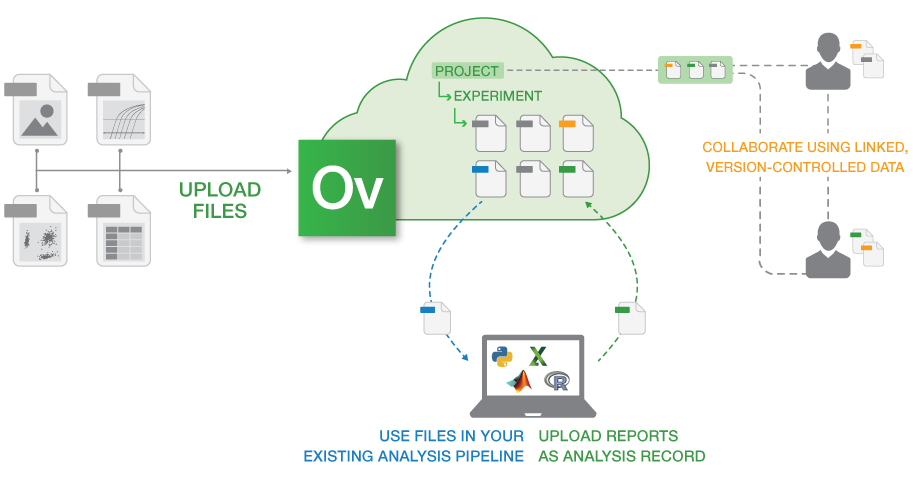 PROJECT
EXPERIMENT
UPLOAD
FILES
Ov
COLLABORATE USING LINKED,
VERSION-CONTROLLED DATA
X
R
USE FILES IN YOUR
EXISTING ANALYSIS PIPELINE
UPLOAD REPORTS
AS ANALYSIS RECORD